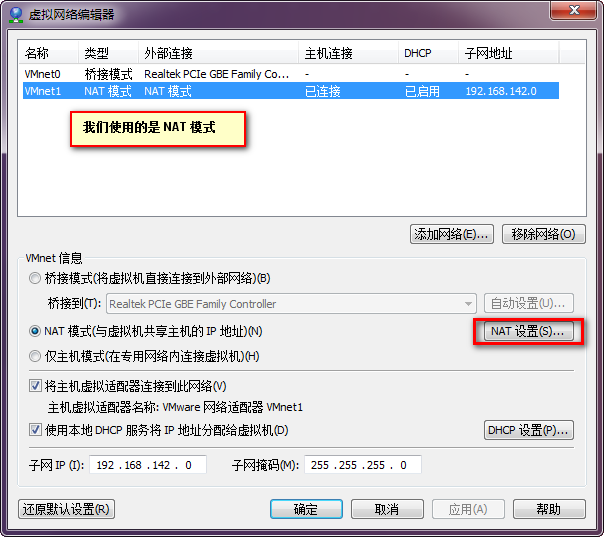 虚拟网络编辑器
名称 类型 外部连接 主机连接 DHCP 子网地址
VMnet0 桥接模式 Realtek PCIe GBE Family Co... - - -
VMnet1 NAT 模式 NAT 模式 已连接 已启用 192.168.142.0
我们使用的是 NAT 模式
添加网络(E)... 移除网络(O)
VMnet 信息
桥接模式(将虚拟机直接连接到外部网络)(B)
桥接到(T): Realtek PCIe GBE Family Controller 自动设置(U)...
NAT 模式(与虚拟机共享主机的 IP 地址)(N) NAT 设置(S)...
仅主机模式(在专用网络内连接虚拟机)(H)
将主机虚拟适配器连接到此网络(V)
主机虚拟适配器名称: VMware 网络适配器 VMnet1
使用本地 DHCP 服务将 IP 地址分配给虚拟机(D) DHCP 设置(P)...
子网 IP (I): 192 .168 .142 . 0 子网掩码(M): 255 .255 .255 . 0
还原默认设置(R) 确定 取消 应用(A) 帮助